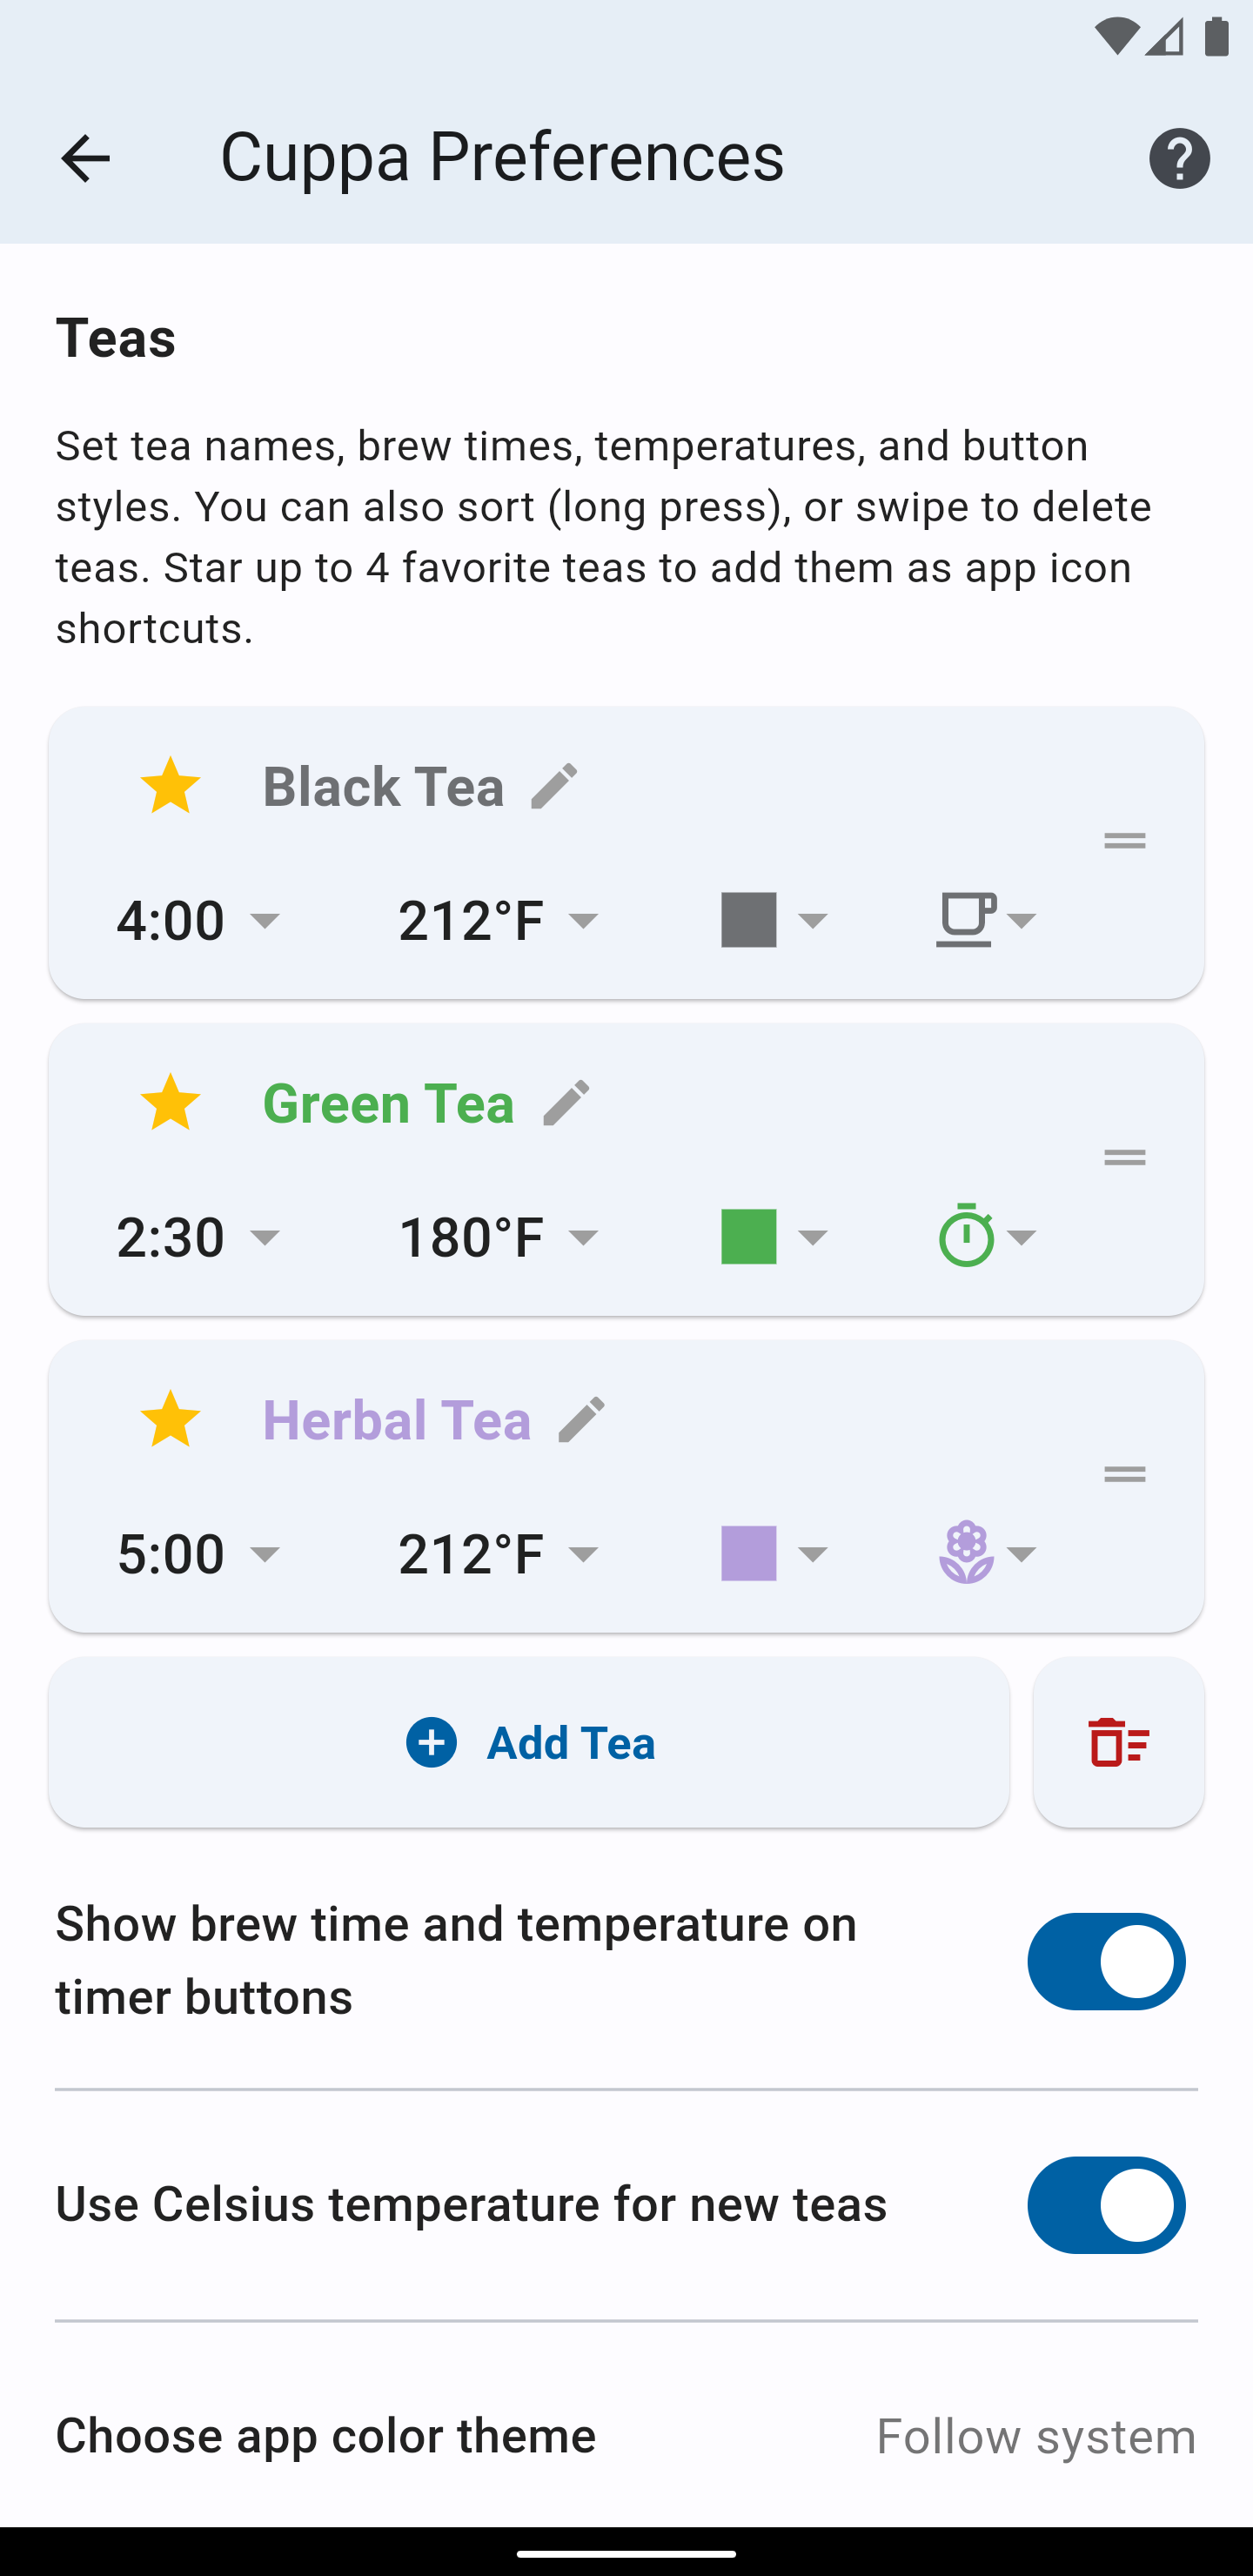 Cuppa Preferences
Teas
Set tea names, brew times, temperatures, and button
styles. You can also sort (long press), or swipe to delete
teas. Star up to 4 favorite teas to add them as app icon
shortcuts.
Black Tea
4:00 212°F
Green Tea
2:30 180°F
Herbal Tea
5:00 212°F
Add Tea
Show brew time and temperature on
timer buttons
Use Celsius temperature for new teas
Choose app color theme Follow system